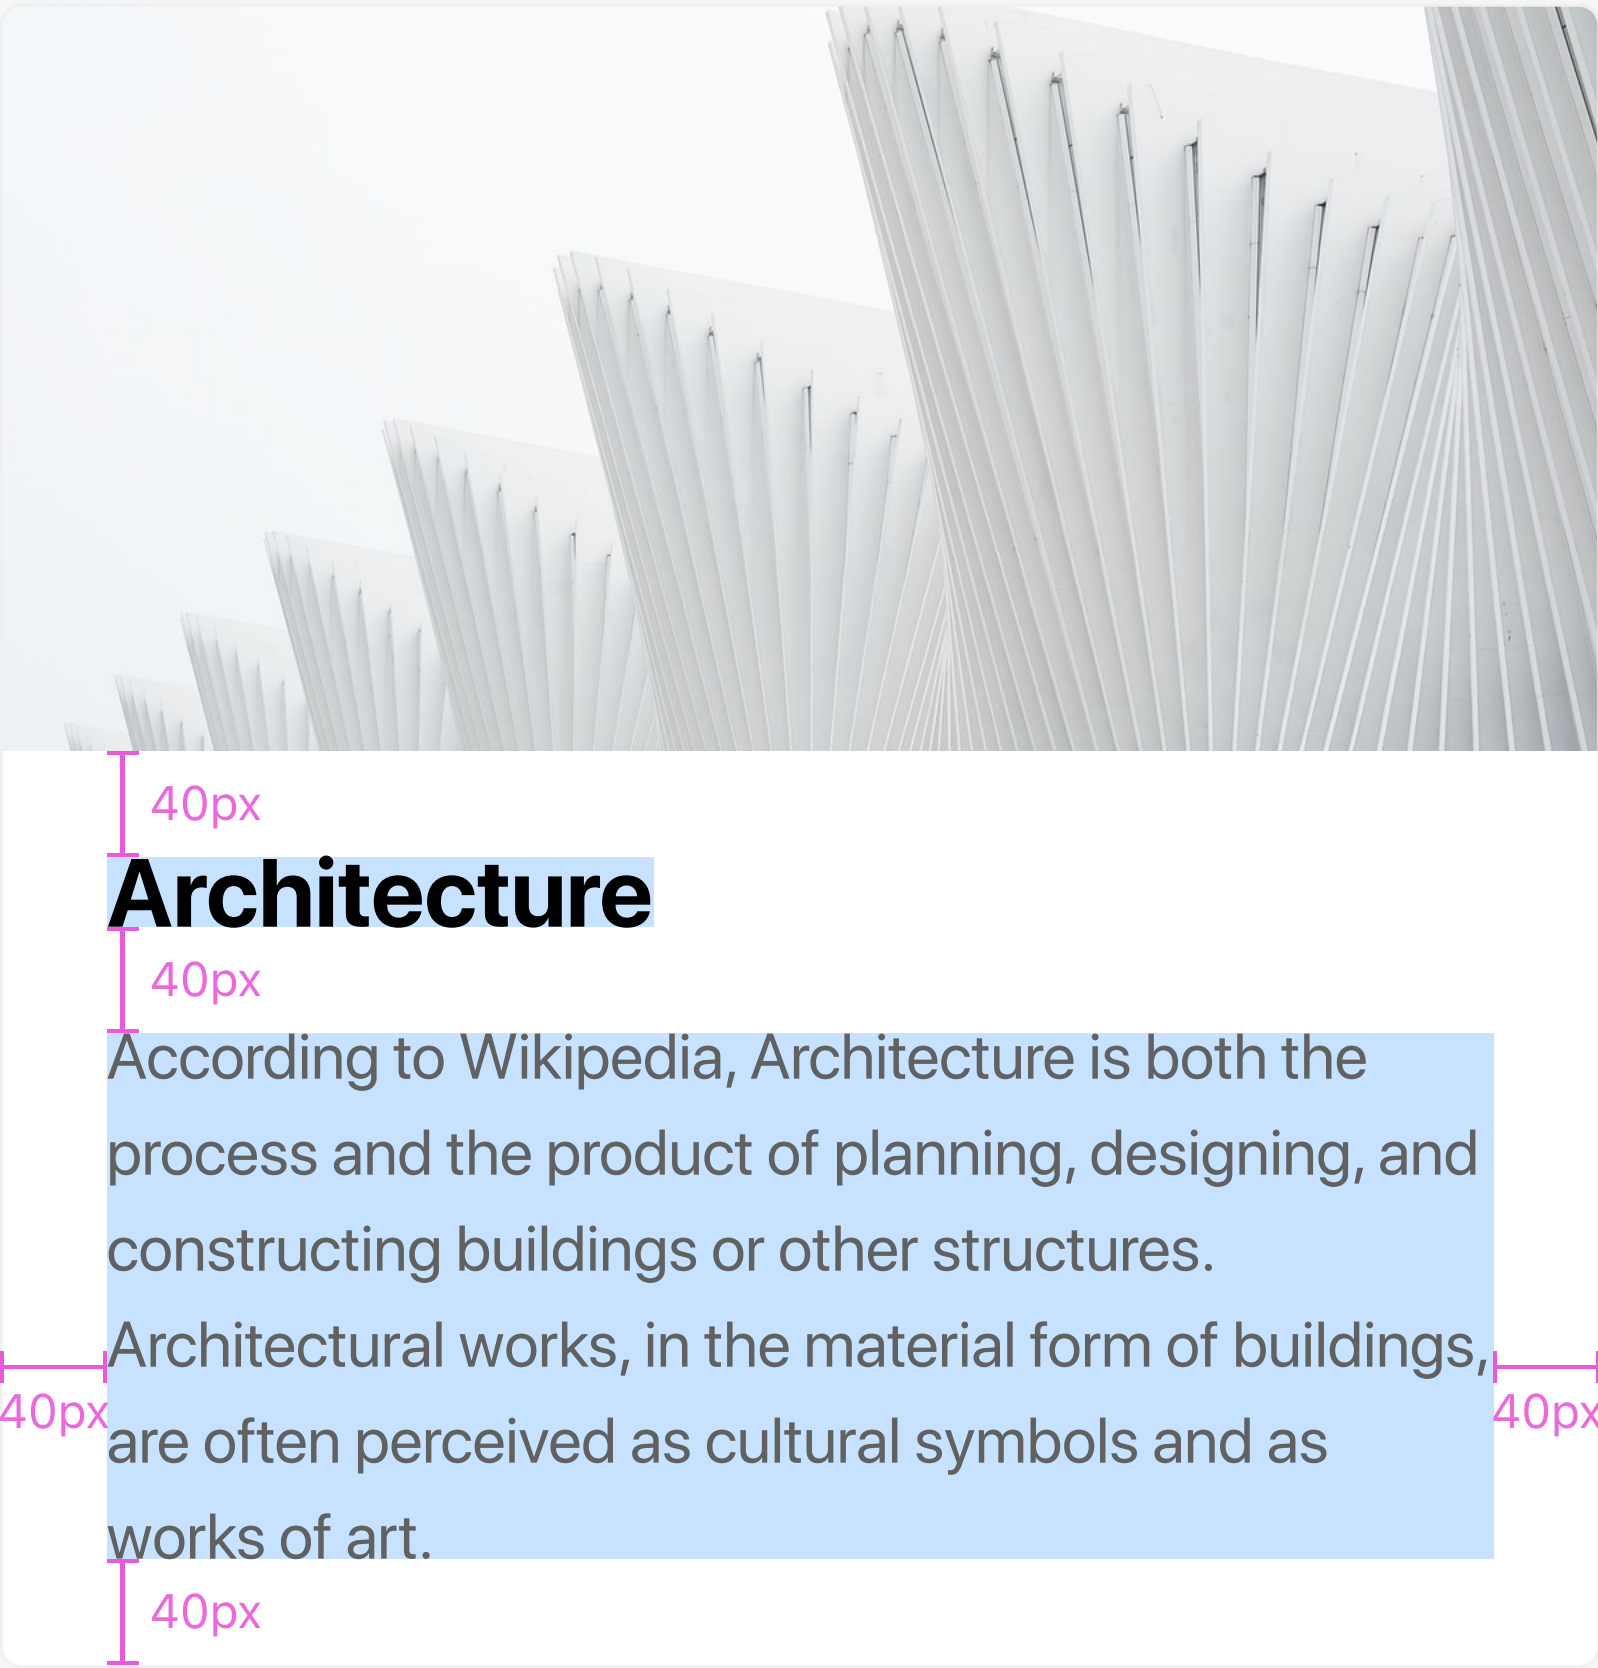 40px
Architecture
40px
According to Wikipedia, Architecture is both the
process and the product of planning, designing, and
constructing buildings or other structures.
Architectural works, in the material form of buildings,
40px
40px
are often perceived as cultural symbols and as
works of art.
40px